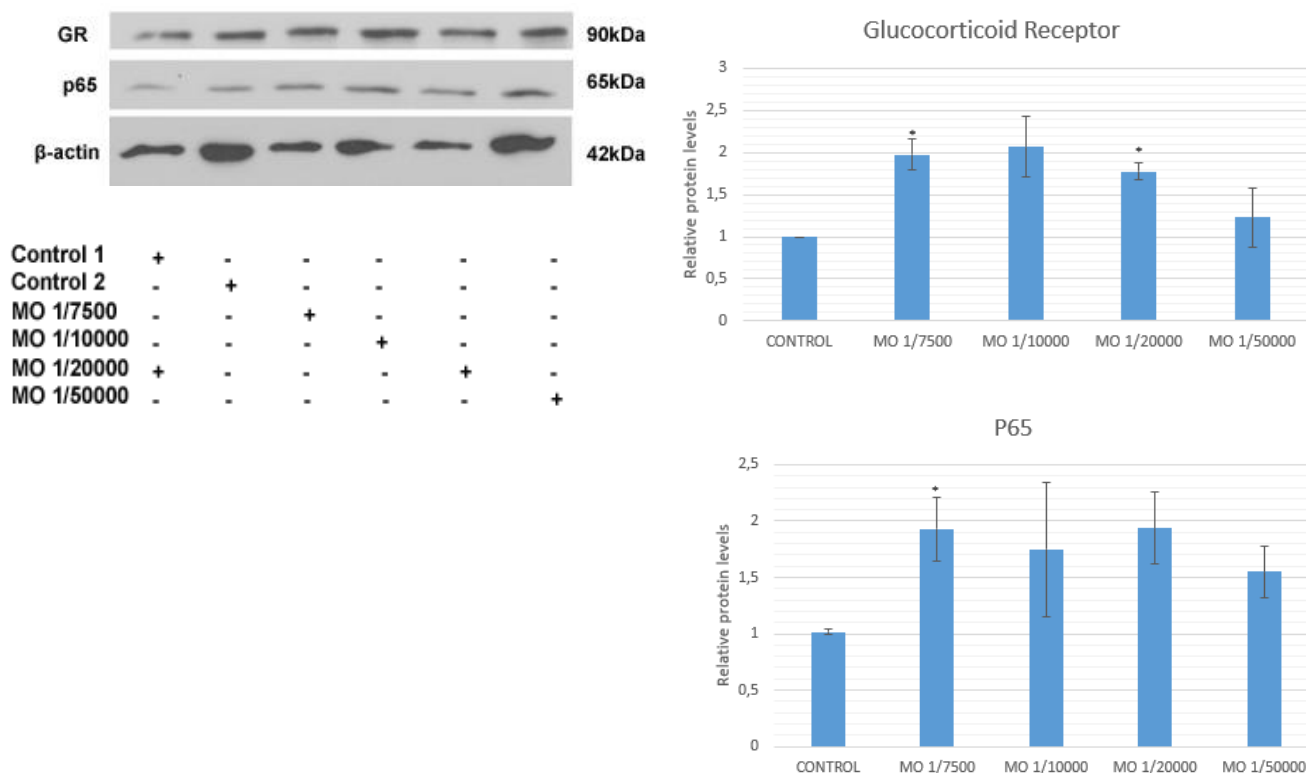 GR 90kDa
p65 65kDa
β-actin 42kDa
Control 1 + - - - - -
Control 2 - + - - - -
MO 1/7500 - - + - - -
MO 1/10000 - - - + - -
MO 1/20000 + - - - + -
MO 1/50000 - - - - - +
Glucocorticoid Receptor
Relative protein levels
3
2,5
2
1,5
1
0,5
0
* *
CONTROL MO 1/7500 MO 1/10000 MO 1/20000 MO 1/50000
P65
Relative protein levels
2,5
2
1,5
1
0,5
0
*
CONTROL MO 1/7500 MO 1/10000 MO 1/20000 MO 1/50000